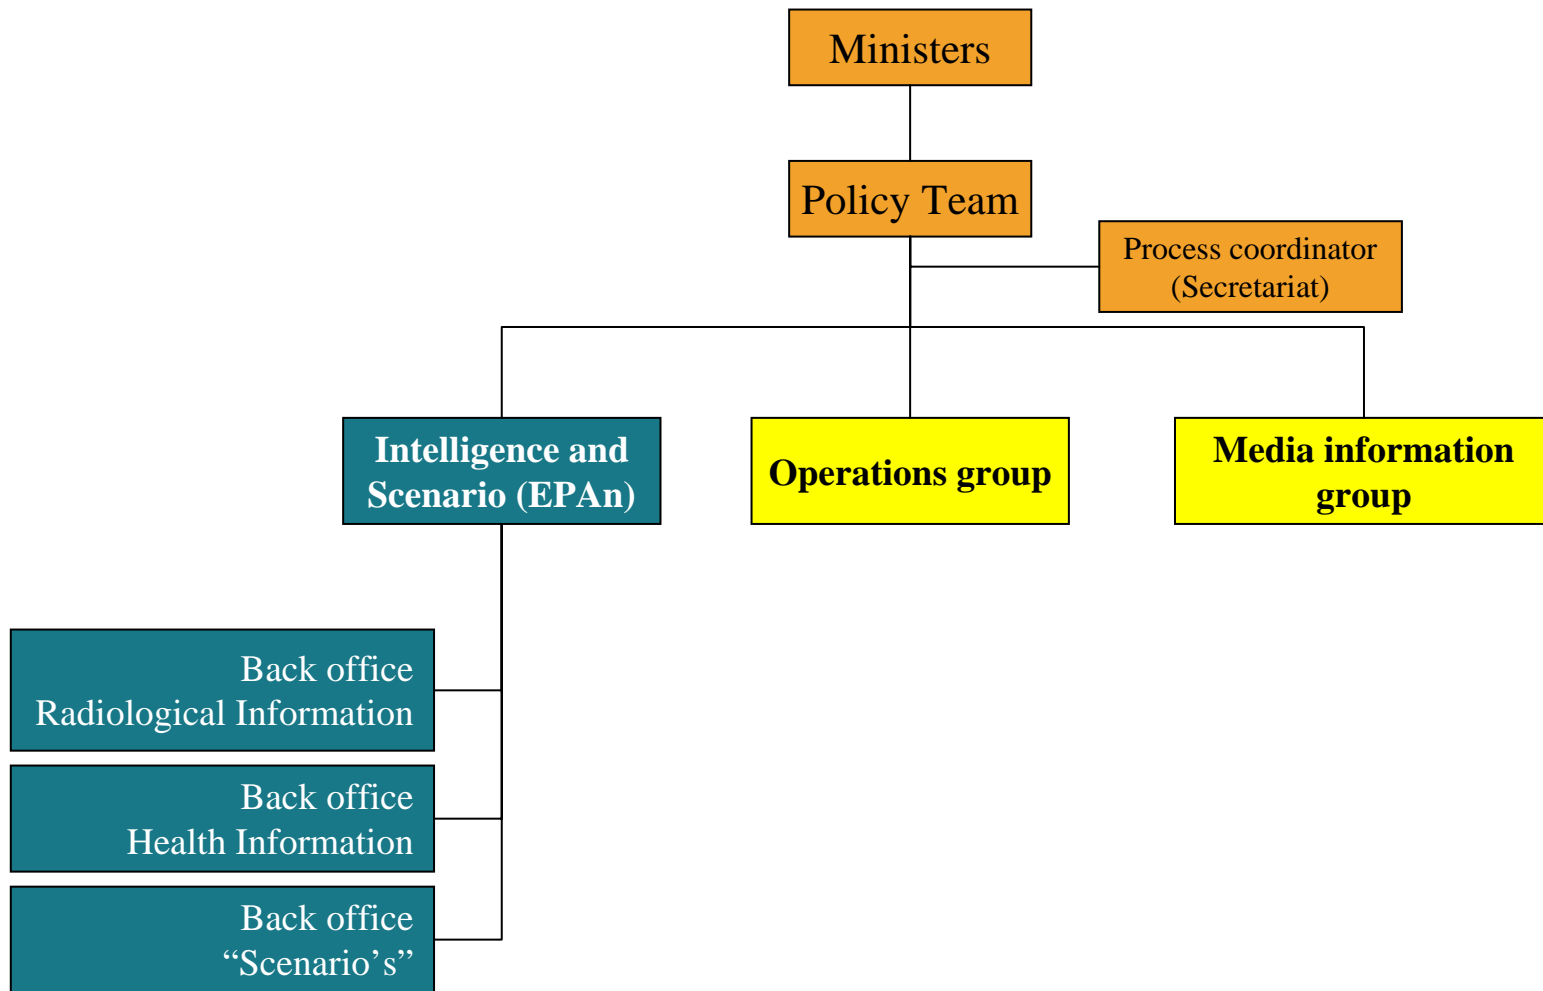 Ministers
Policy Team
Process coordinator
(Secretariat)
Intelligence and
Scenario (EPAn)
Operations group
Media information
group
Back office
Radiological Information
Back office
Health Information
Back office
“Scenario’s”